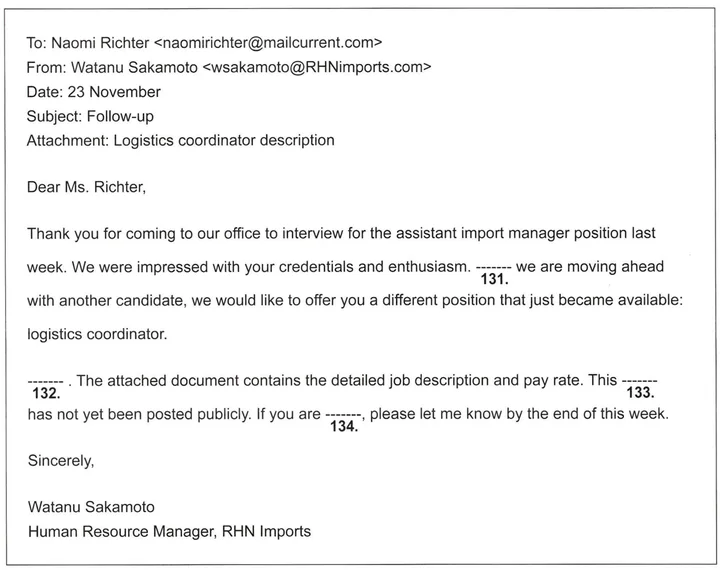 To: Naomi Richter <naomirichter@mailcurrent.com>
From: Watanu Sakamoto <wsakamoto@RHNimports.com>
Date: 23 November
Subject: Follow-up
Attachment: Logistics coordinator description
Dear Ms. Richter,
Thank you for coming to our office to interview for the assistant import manager position last
week. We were impressed with your credentials and enthusiasm. ------- we are moving ahead
131.
with another candidate, we would like to offer you a different position that just became available:
logistics coordinator.
------- . The attached document contains the detailed job description and pay rate. This -------
132. 133.
has not yet been posted publicly. If you are -------, please let me know by the end of this week.
134.
Sincerely,
Watanu Sakamoto
Human Resource Manager, RHN Imports